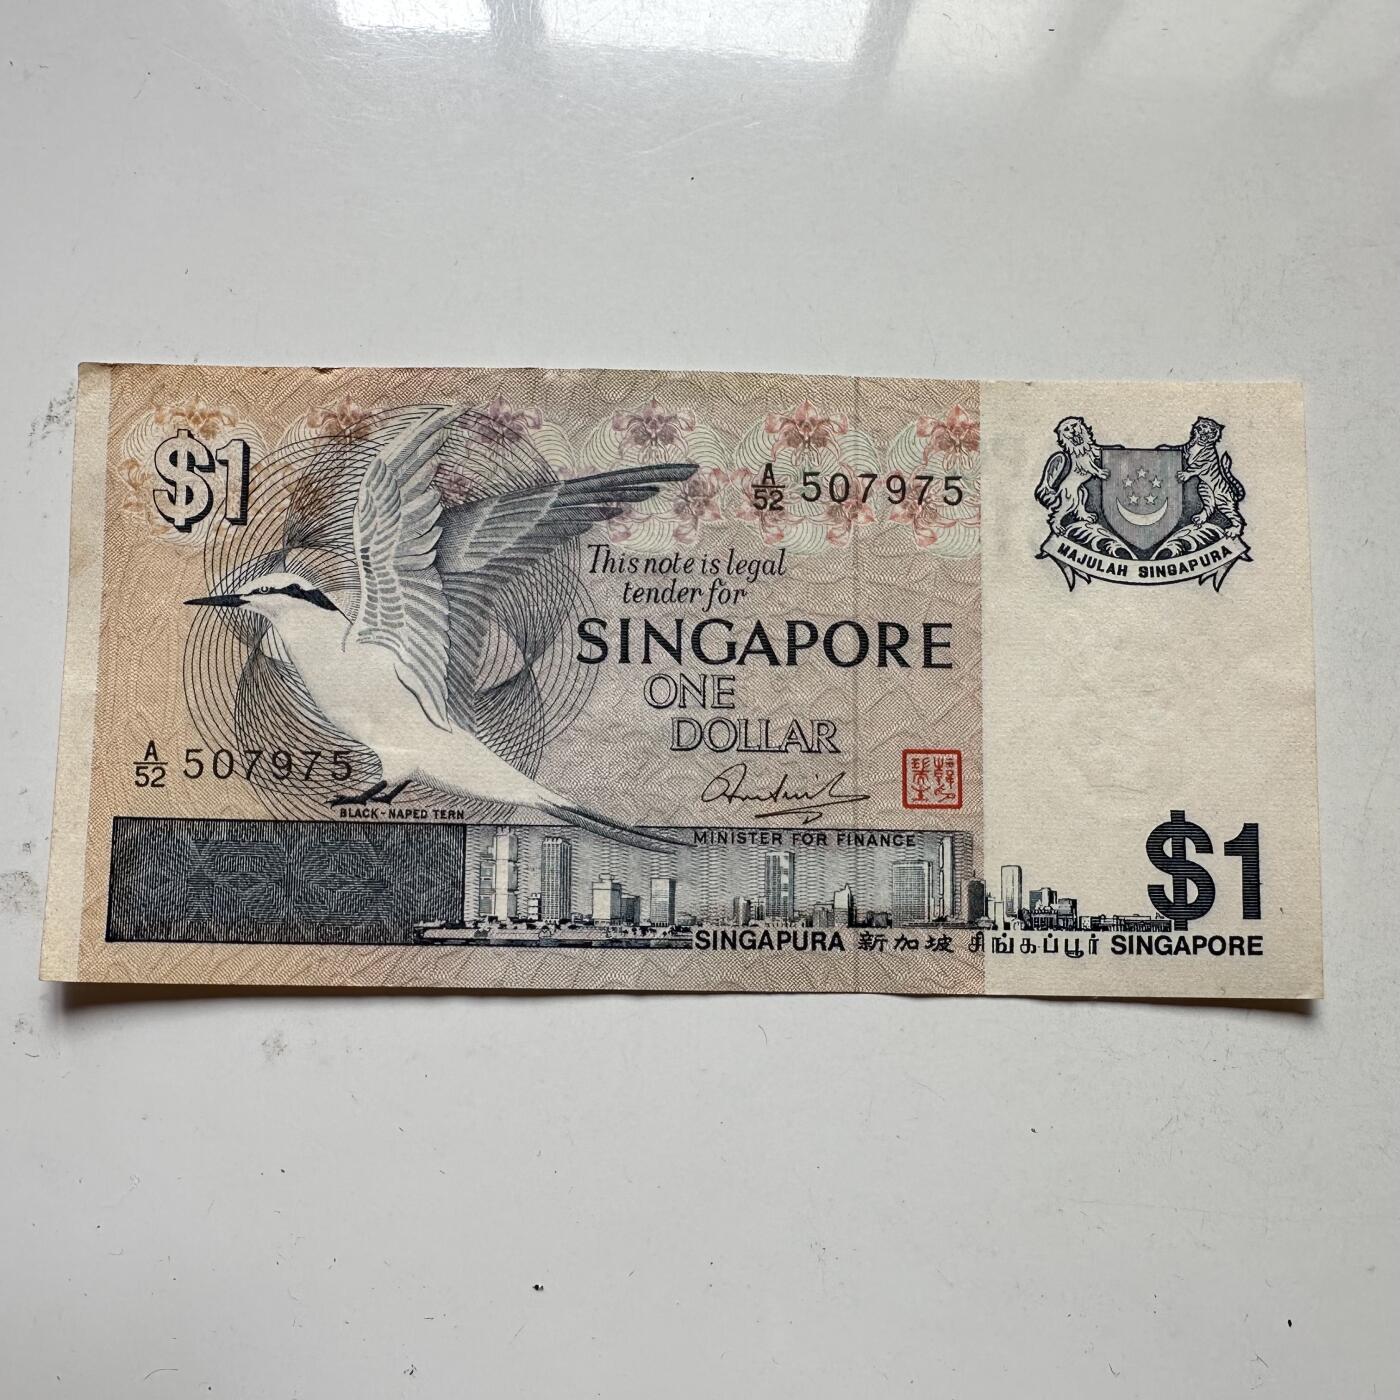 $1
A/52 507975
MAJULAH SINGAPURA
This note is legal
tender for
SINGAPORE
ONE
DOLLAR
A/52 507975
BLACK-NAPED TERN
MINISTER FOR FINANCE
$1
SINGAPURA 新加坡 சிங்கப்பூர் SINGAPORE